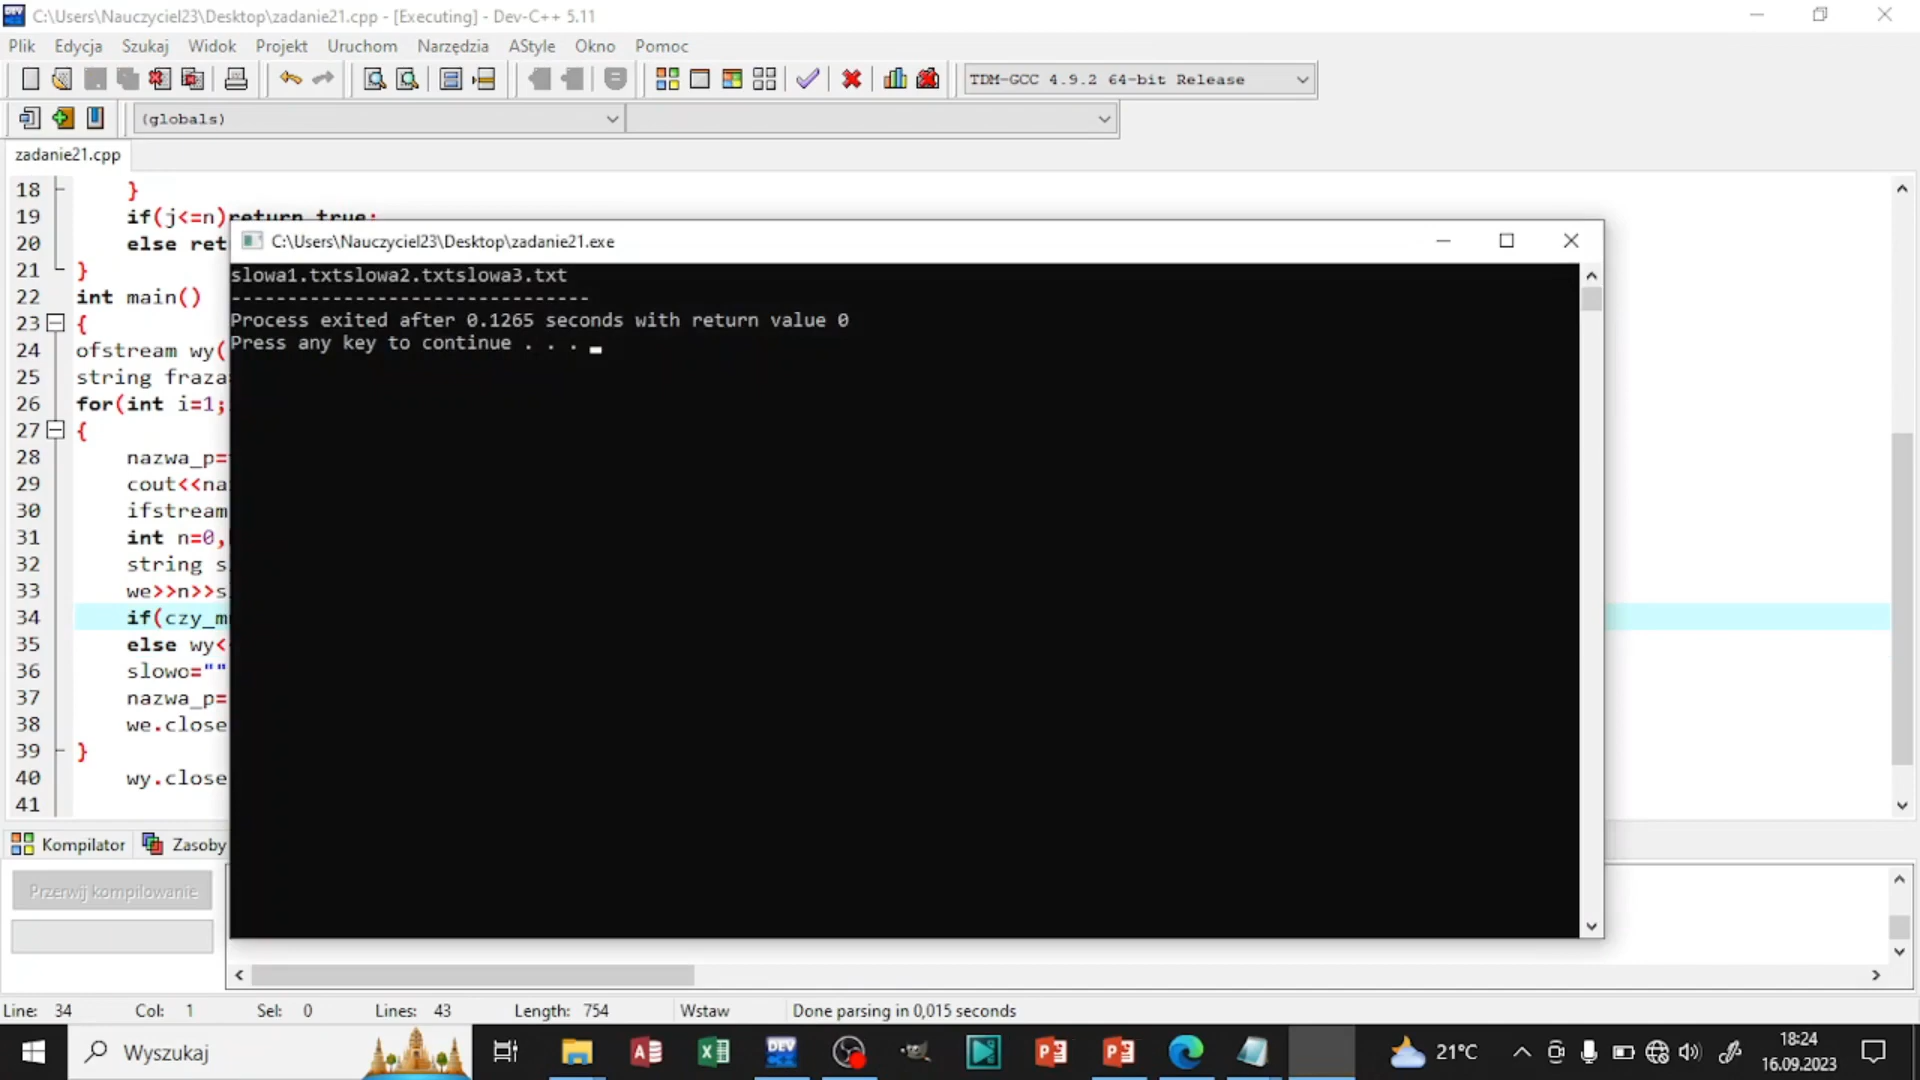 C:\Users\Nauczyciel23\Desktop\zadanie21.cpp - [Executing] - Dev-C++ 5.11
Plik Edycja Szukaj Widok Projekt Uruchom Narzędzia AStyle Okno Pomoc
TDM-GCC 4.9.2 64-bit Release
(globals)
zadanie21.cpp
18 }
19 if(j<=n)return true;
20 else ret
21 }
22 int main()
23 {
24 ofstream wy(
25 string fraza
26 for(int i=1;
27 {
28 nazwa_p=
29 cout<<na
30 ifstream
31 int n=0,
32 string s
33 we>>n>>s
34 if(czy_m
35 else wy<
36 slowo=""
37 nazwa_p=
38 we.close
39 }
40 wy.close
41
C:\Users\Nauczyciel23\Desktop\zadanie21.exe
slowa1.txtslowa2.txtslowa3.txt
--------------------------------
Process exited after 0.1265 seconds with return value 0
Press any key to continue . . .
Kompilator Zasoby
Przerwij kompilowanie
Line: 34 Col: 1 Sel: 0 Lines: 43 Length: 754 Wstaw Done parsing in 0,015 seconds
Wyszukaj
21°C
18:24
16.09.2023